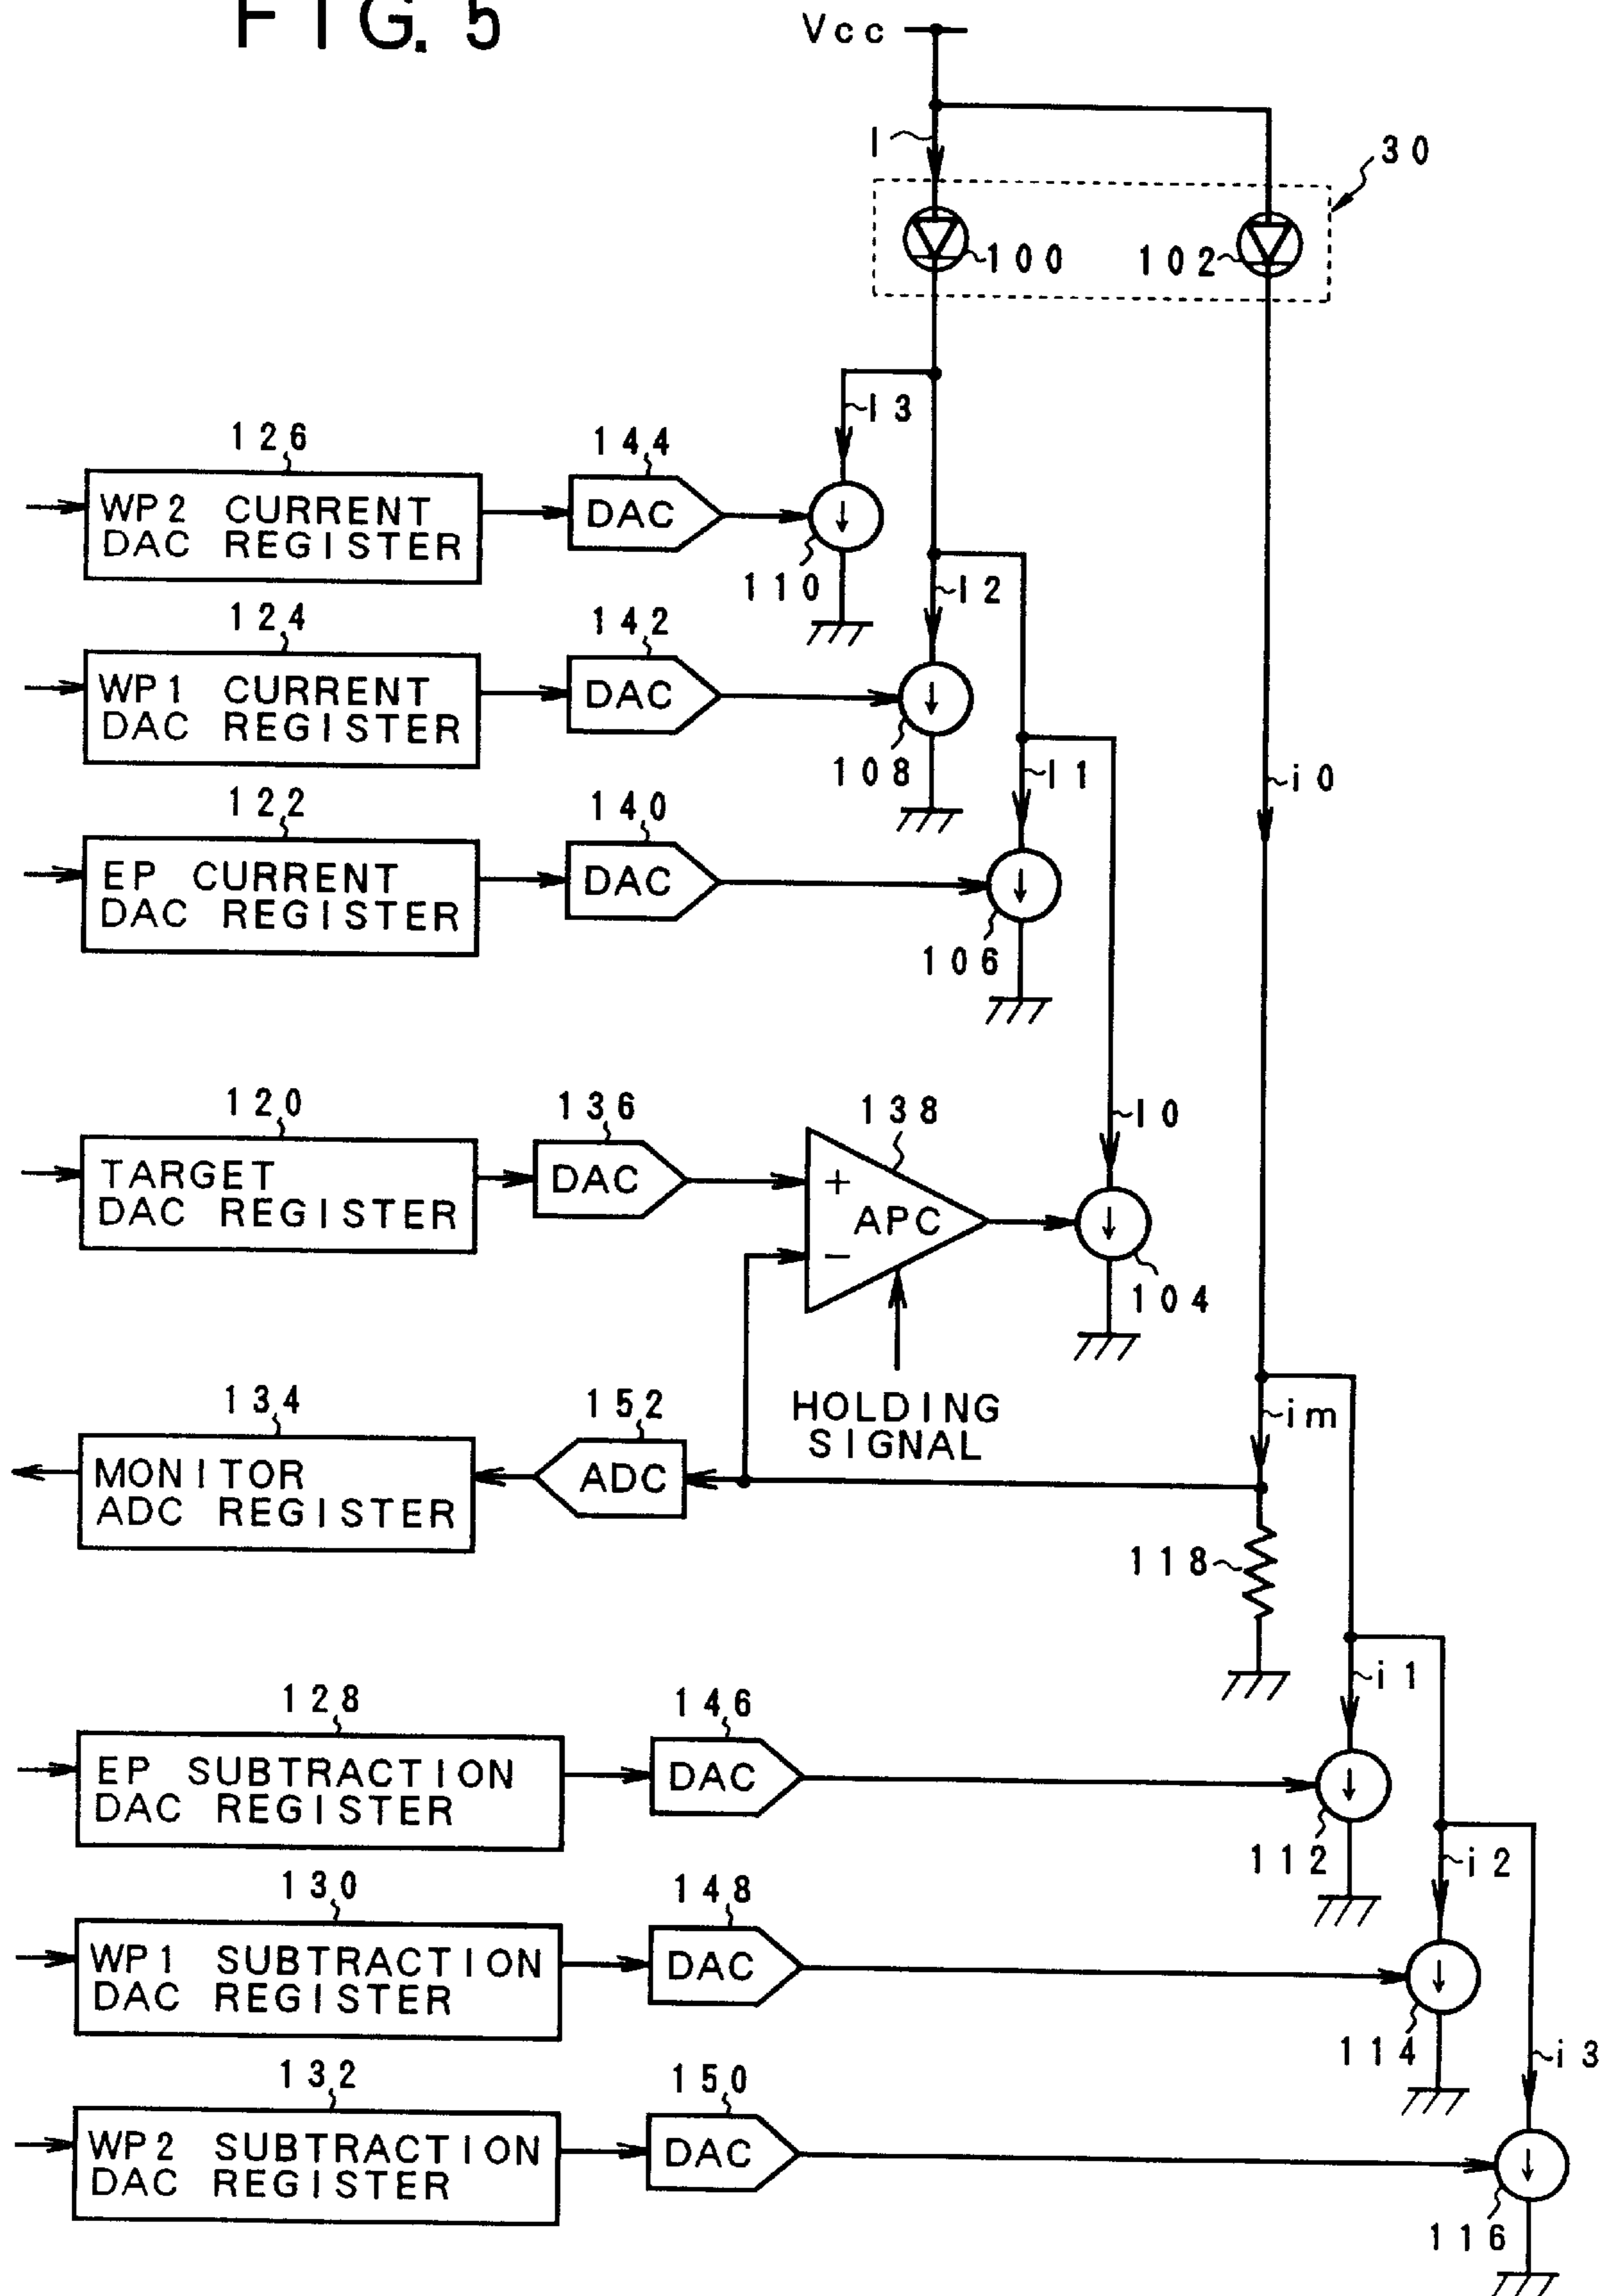 FIG. 5
Vcc
I
30
100
102
I3
126
144
WP2 CURRENT
DAC REGISTER
DAC
110
I2
124
142
WP1 CURRENT
DAC REGISTER
DAC
108
I1
i0
122
140
EP CURRENT
DAC REGISTER
DAC
106
120
136
138
I0
TARGET
DAC REGISTER
DAC
+
APC
−
104
134
152
HOLDING
SIGNAL
im
MONITOR
ADC REGISTER
ADC
118
128
146
i1
EP SUBTRACTION
DAC REGISTER
DAC
112
130
148
i2
WP1 SUBTRACTION
DAC REGISTER
DAC
114
132
150
i3
WP2 SUBTRACTION
DAC REGISTER
DAC
116